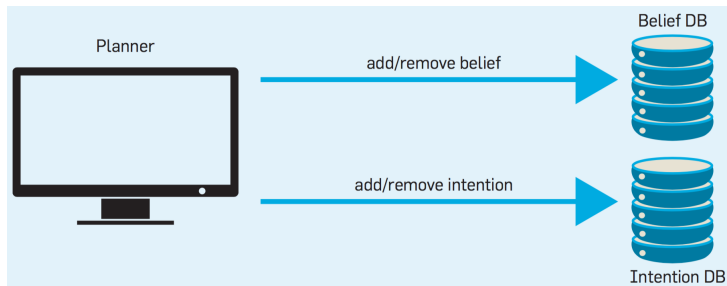 Belief DB
Planner
add/remove belief
add/remove intention
Intention DB